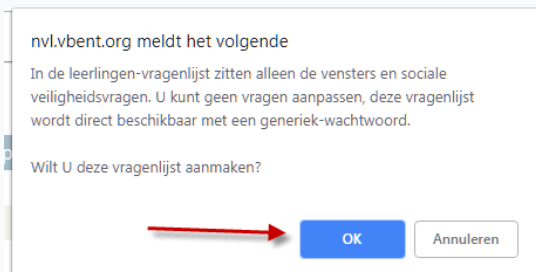 nvl.vbent.org meldt het volgende
In de leerlingen-vragenlijst zitten alleen de vensters en sociale
veiligheidsvragen. U kunt geen vragen aanpassen, deze vragenlijst
wordt direct beschikbaar met een generiek-wachtwoord.
Wilt U deze vragenlijst aanmaken?
OK
Annuleren